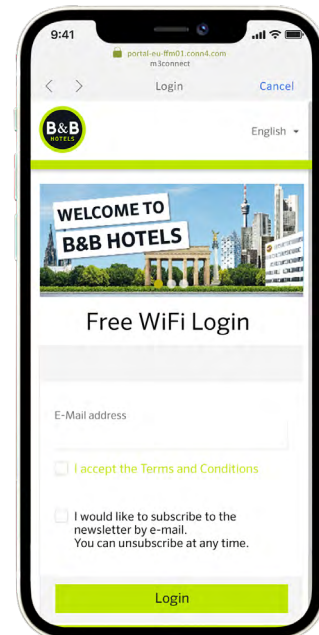 9:41
portal-eu-ffm01.conn4.com
m3connect
Login
Cancel
B&B
HOTELS
English
WELCOME TO
B&B HOTELS
Free WiFi Login
E-Mail address
I accept the Terms and Conditions
I would like to subscribe to the
newsletter by e-mail.
You can unsubscribe at any time.
Login